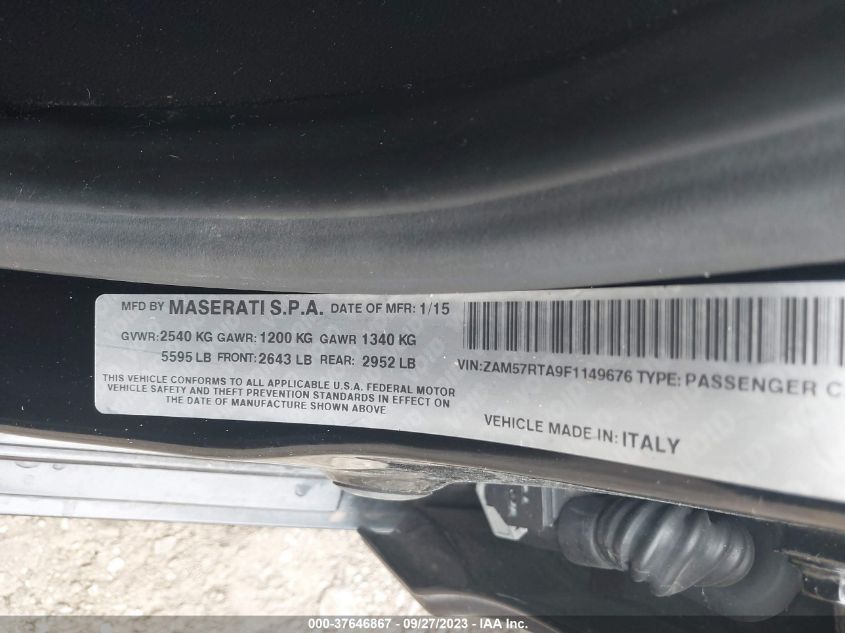 MFD BY MASERATI S.P.A. DATE OF MFR: 1/15
GVWR: 2540 KG GAWR: 1200 KG GAWR 1340 KG
5595 LB FRONT: 2643 LB REAR: 2952 LB
THIS VEHICLE CONFORMS TO ALL APPLICABLE U.S.A. FEDERAL MOTOR
VEHICLE SAFETY AND THEFT PREVENTION STANDARDS IN EFFECT ON
THE DATE OF MANUFACTURE SHOWN ABOVE
VIN: ZAM57RTA9F1149676 TYPE: PASSENGER C
VEHICLE MADE IN: ITALY
000-37646867 - 09/27/2023 - IAA Inc.